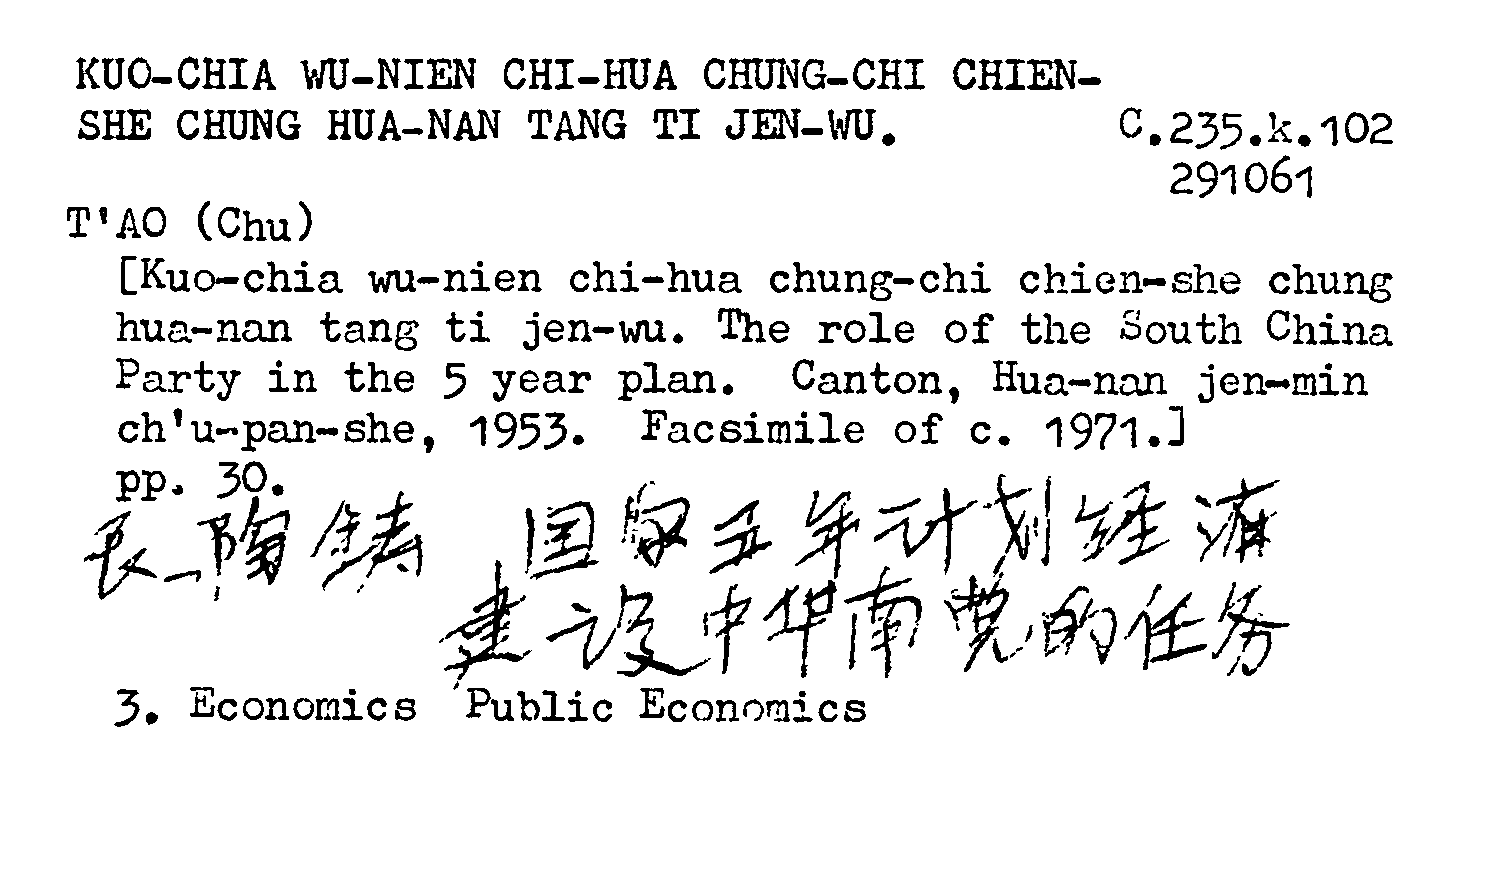 KUO-CHIA WU-NIEN CHI-HUA CHUNG-CHI CHIEN-
SHE CHUNG HUA-NAN TANG TI JEN-WU.
C.235.k.102
291061
T'AO (Chu)
[Kuo-chia wu-nien chi-hua chung-chi chien-she chung
hua-nan tang ti jen-wu. The role of the South China
Party in the 5 year plan. Canton, Hua-nan jen-min
ch'u-pan-she, 1953. Facsimile of c. 1971.]
pp. 30.
陶铸 国家五年计划经济
建设中华南党的任务
3. Economics Public Economics